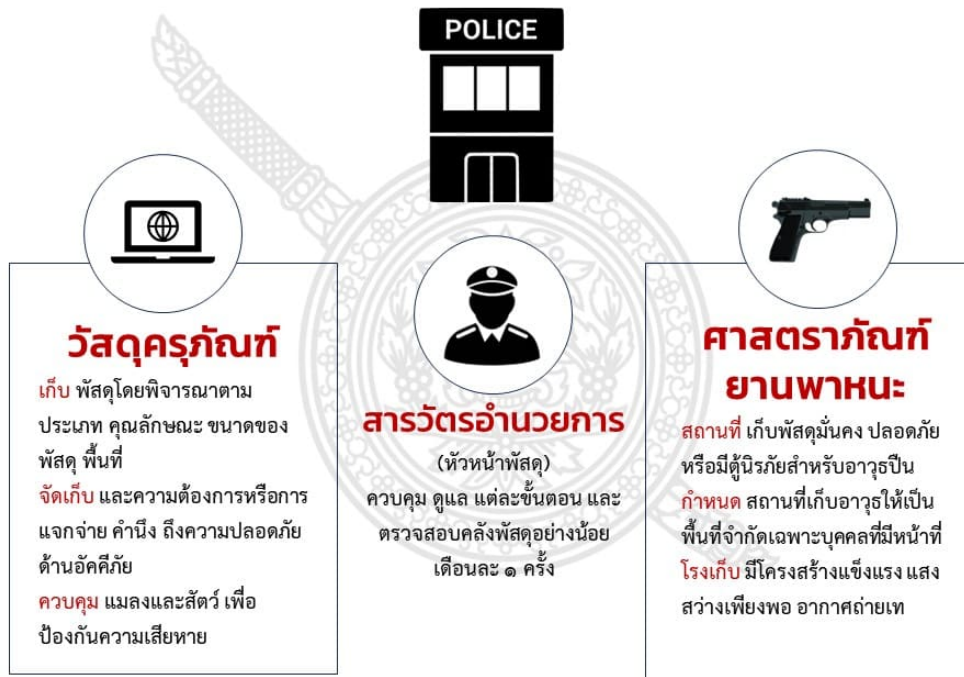 POLICE
วัสดุครุภัณฑ์
เก็บ พัสดุโดยพิจารณาตาม
ประเภท คุณลักษณะ ขนาดของ
พัสดุ พื้นที่
จัดเก็บ และความต้องการหรือการ
แจกจ่าย คำนึง ถึงความปลอดภัย
ด้านอัคคีภัย
ควบคุม แมลงและสัตว์ เพื่อ
ป้องกันความเสียหาย
สารวัตรอำนวยการ
(หัวหน้าพัสดุ)
ควบคุม ดูแล แต่ละขั้นตอน และ
ตรวจสอบคลังพัสดุอย่างน้อย
เดือนละ ๑ ครั้ง
ศาสตราภัณฑ์
ยานพาหนะ
สถานที่ เก็บพัสดุมั่นคง ปลอดภัย
หรือมีตู้นิรภัยสำหรับอาวุธปืน
กำหนด สถานที่เก็บอาวุธให้เป็น
พื้นที่จำกัดเฉพาะบุคคลที่มีหน้าที่
โรงเก็บ มีโครงสร้างแข็งแรง แสง
สว่างเพียงพอ อากาศถ่ายเท